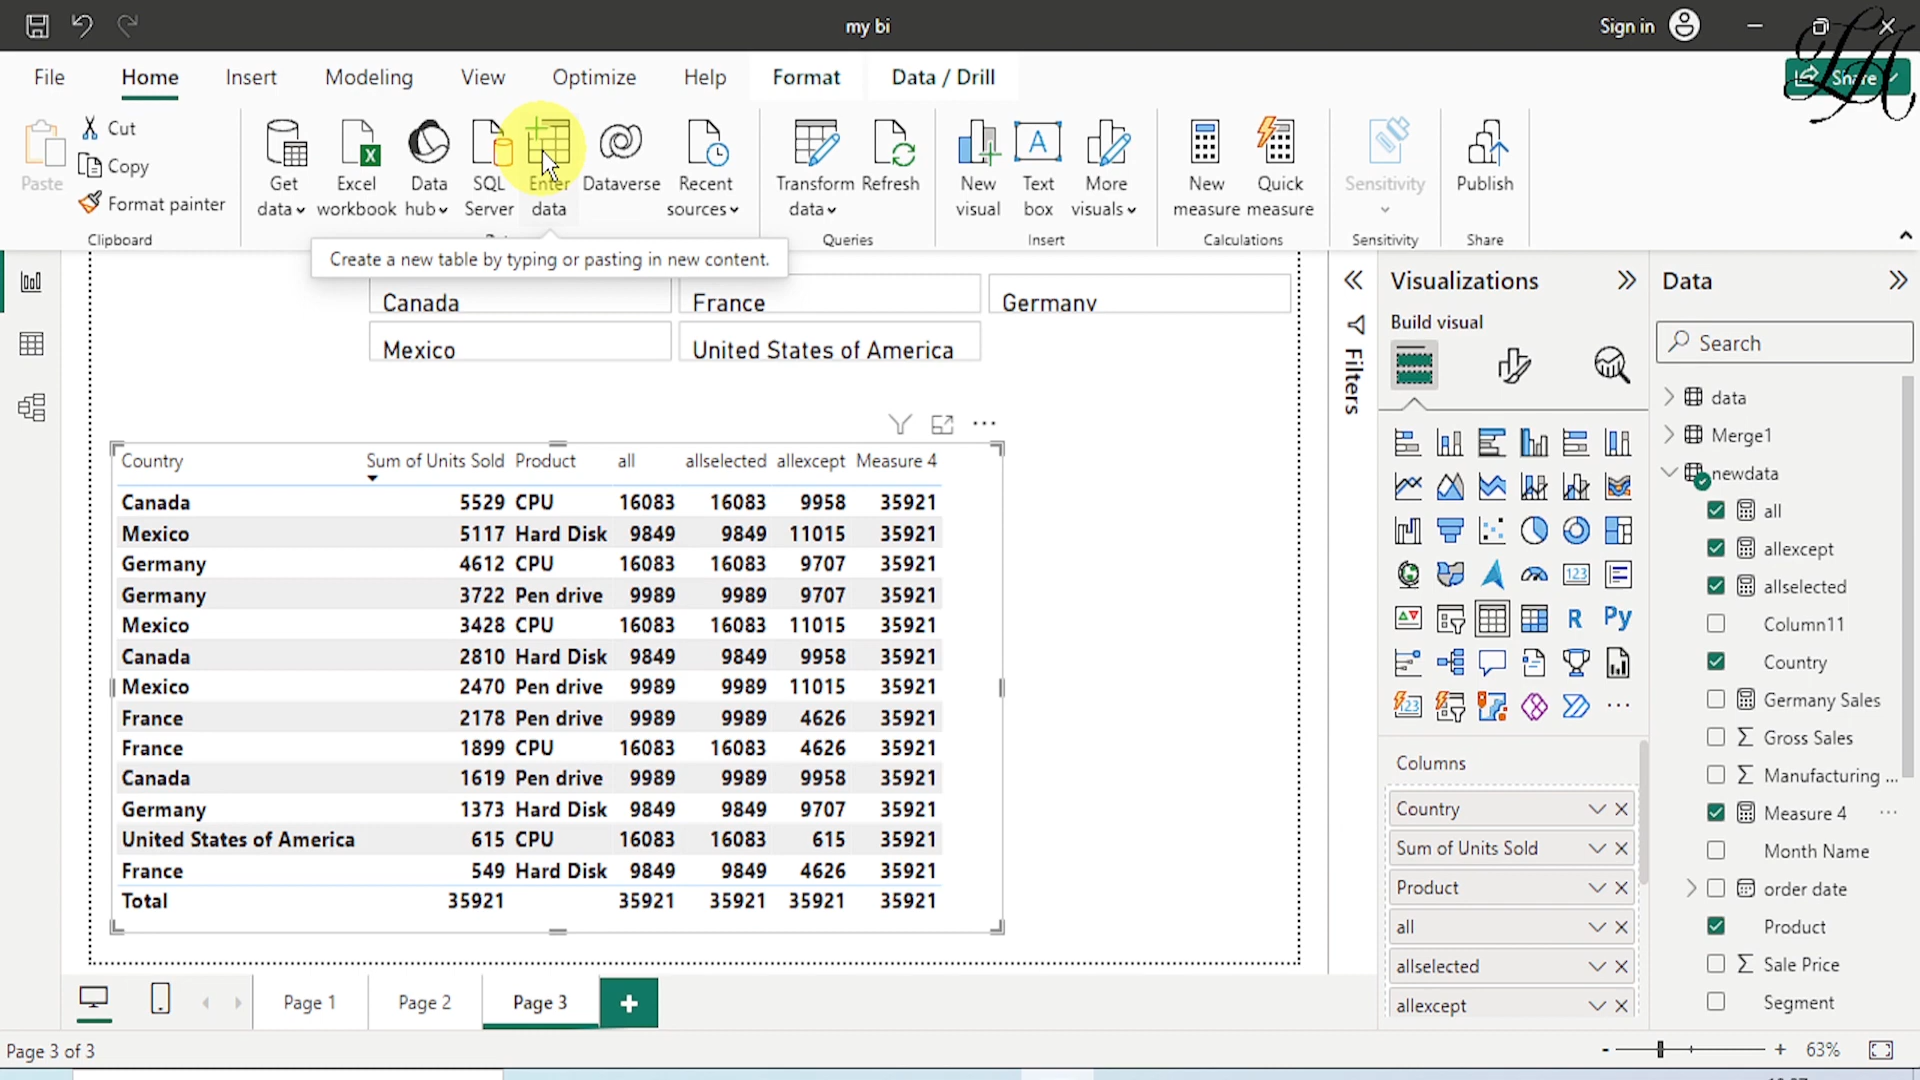 my bi
Sign in
File Home Insert Modeling View Optimize Help Format Data / Drill
Share
LA
Paste
Cut
Copy
Format painter
Clipboard
Get data
Excel workbook
Data hub
SQL Server
Enter data
Dataverse
Recent sources
Transform data
Refresh
Queries
New visual
Text box
More visuals
Insert
New measure
Quick measure
Calculations
Sensitivity
Sensitivity
Publish
Share
Create a new table by typing or pasting in new content.
Canada France Germany
Mexico United States of America
Country Sum of Units Sold Product all allselected allexcept Measure 4
Canada 5529 CPU 16083 16083 9958 35921
Mexico 5117 Hard Disk 9849 9849 11015 35921
Germany 4612 CPU 16083 16083 9707 35921
Germany 3722 Pen drive 9989 9989 9707 35921
Mexico 3428 CPU 16083 16083 11015 35921
Canada 2810 Hard Disk 9849 9849 9958 35921
Mexico 2470 Pen drive 9989 9989 11015 35921
France 2178 Pen drive 9989 9989 4626 35921
France 1899 CPU 16083 16083 4626 35921
Canada 1619 Pen drive 9989 9989 9958 35921
Germany 1373 Hard Disk 9849 9849 9707 35921
United States of America 615 CPU 16083 16083 615 35921
France 549 Hard Disk 9849 9849 4626 35921
Total 35921 35921 35921 35921 35921
Filters
Visualizations
Build visual
123
R
Py
123
Columns
Country
Sum of Units Sold
Product
all
allselected
allexcept
Data
Search
data
Merge1
newdata
all
allexcept
allselected
Column11
Country
Germany Sales
Gross Sales
Manufacturing ...
Measure 4
Month Name
order date
Product
Sale Price
Segment
Page 1 Page 2 Page 3
Page 3 of 3
63%